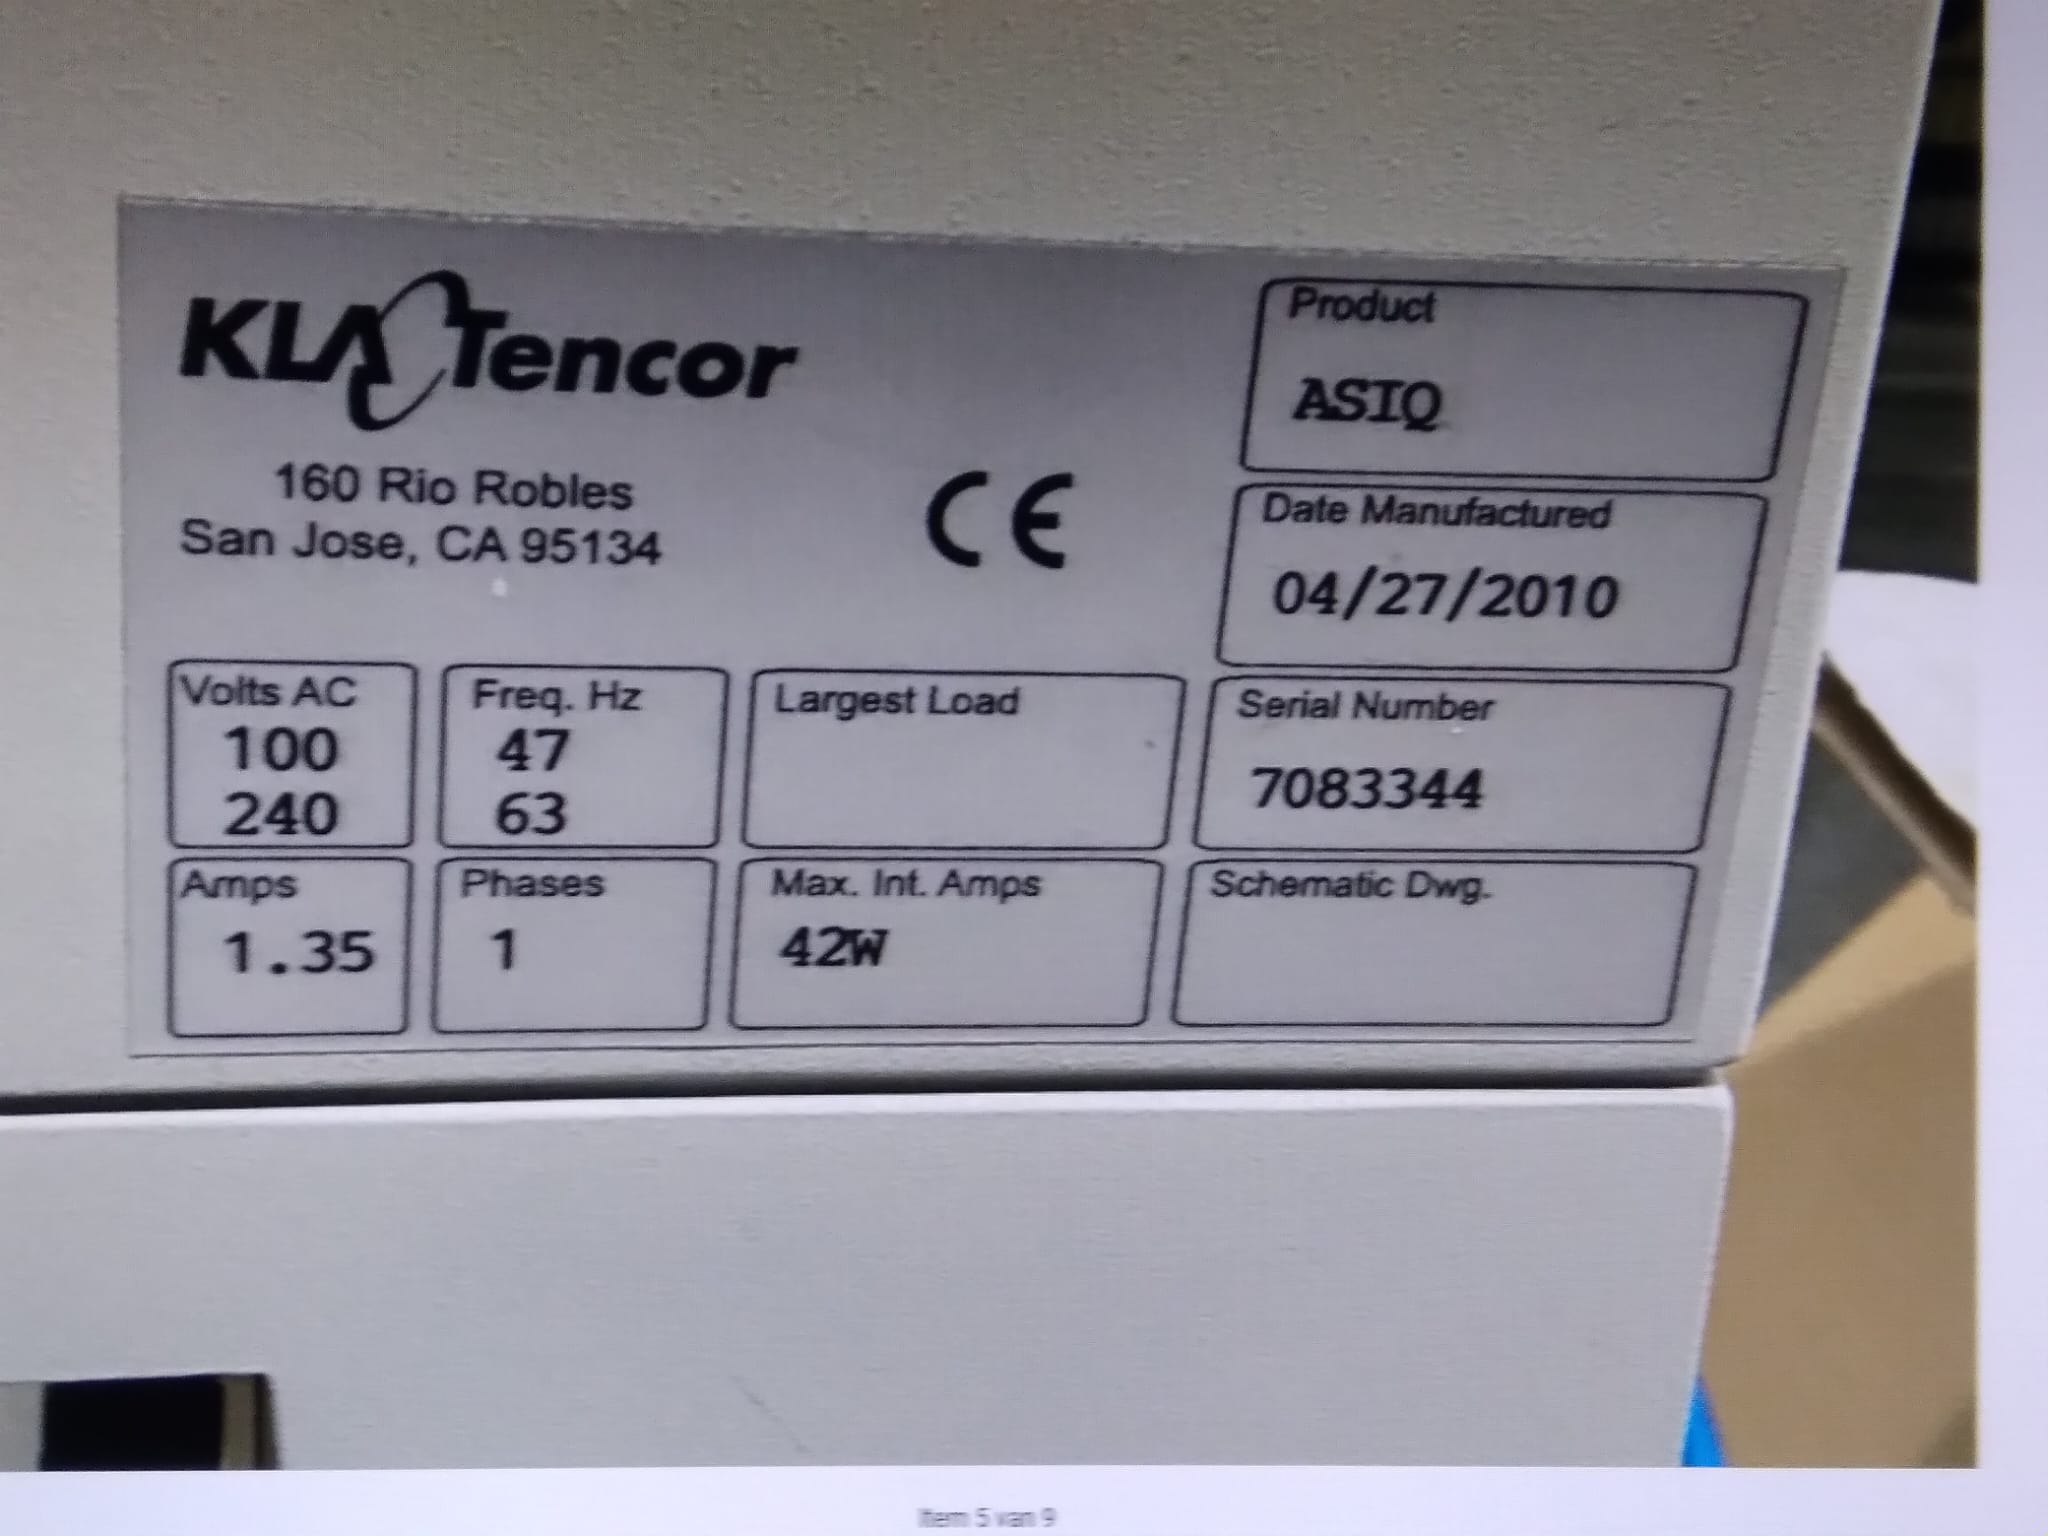 KLA Tencor
160 Rio Robles
San Jose, CA 95134
CE
Product
ASIQ
Date Manufactured
04/27/2010
Volts AC
100
240
Freq. Hz
47
63
Largest Load
Serial Number
7083344
Amps
1.35
Phases
1
Max. Int. Amps
42W
Schematic Dwg.
Item 5 van 9